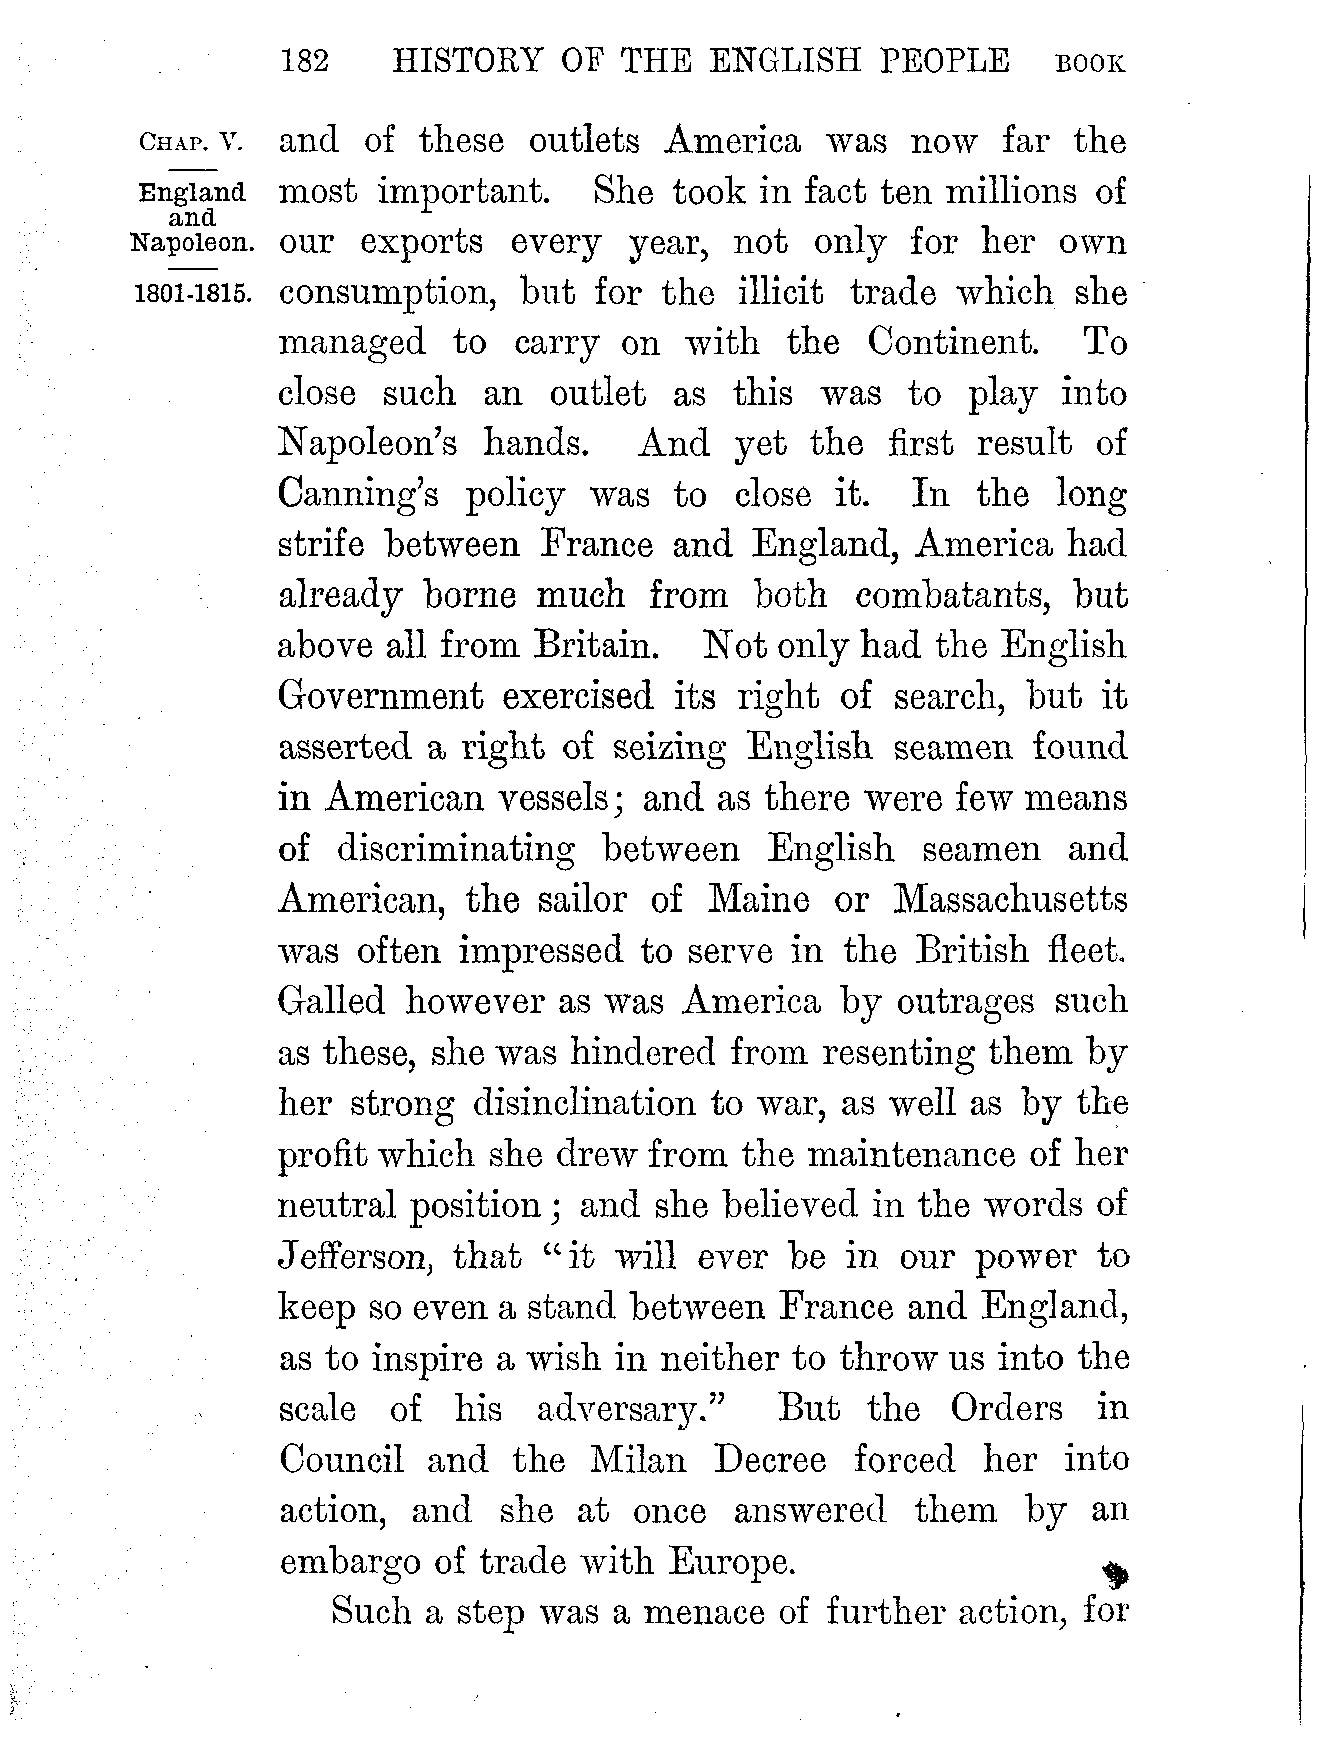 182 HISTORY OF THE ENGLISH PEOPLE BOOK
CHAP. V.
England
and
Napoleon.
1801-1815.
and of these outlets America was now far the
most important. She took in fact ten millions of
our exports every year, not only for her own
consumption, but for the illicit trade which she
managed to carry on with the Continent. To
close such an outlet as this was to play into
Napoleon's hands. And yet the first result of
Canning's policy was to close it. In the long
strife between France and England, America had
already borne much from both combatants, but
above all from Britain. Not only had the English
Government exercised its right of search, but it
asserted a right of seizing English seamen found
in American vessels; and as there were few means
of discriminating between English seamen and
American, the sailor of Maine or Massachusetts
was often impressed to serve in the British fleet.
Galled however as was America by outrages such
as these, she was hindered from resenting them by
her strong disinclination to war, as well as by the
profit which she drew from the maintenance of her
neutral position; and she believed in the words of
Jefferson, that "it will ever be in our power to
keep so even a stand between France and England,
as to inspire a wish in neither to throw us into the
scale of his adversary." But the Orders in
Council and the Milan Decree forced her into
action, and she at once answered them by an
embargo of trade with Europe.
Such a step was a menace of further action, for